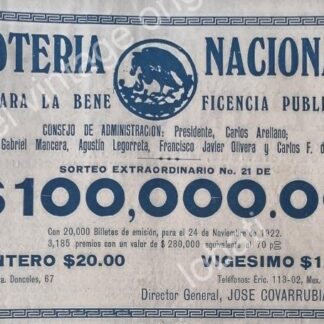 OTERIA NACIONA
ARA LA BENE FICENCIA PUBLI
CONSEJO DE ADMINISTRACION: Presidente, Carlos Arellano;
Gabriel Mancera, Agustin Legorreta, Francisco Javier Olivera y Carlos F. d
SORTEO EXTRAORDINARIO No. 21 DE
$100,000.0
Con 20,000 Billetes de emisión, para el 24 de Noviembre de 1922.
3,185 premios con un valor de $ 280,000 equivalente al 70 p
ENTERO $20.00 VIGESIMO $1
ta. Donceles, 67 Teléfonos: Eric. 113-02, Mex.
Director General, JOSE COVARRUBIA